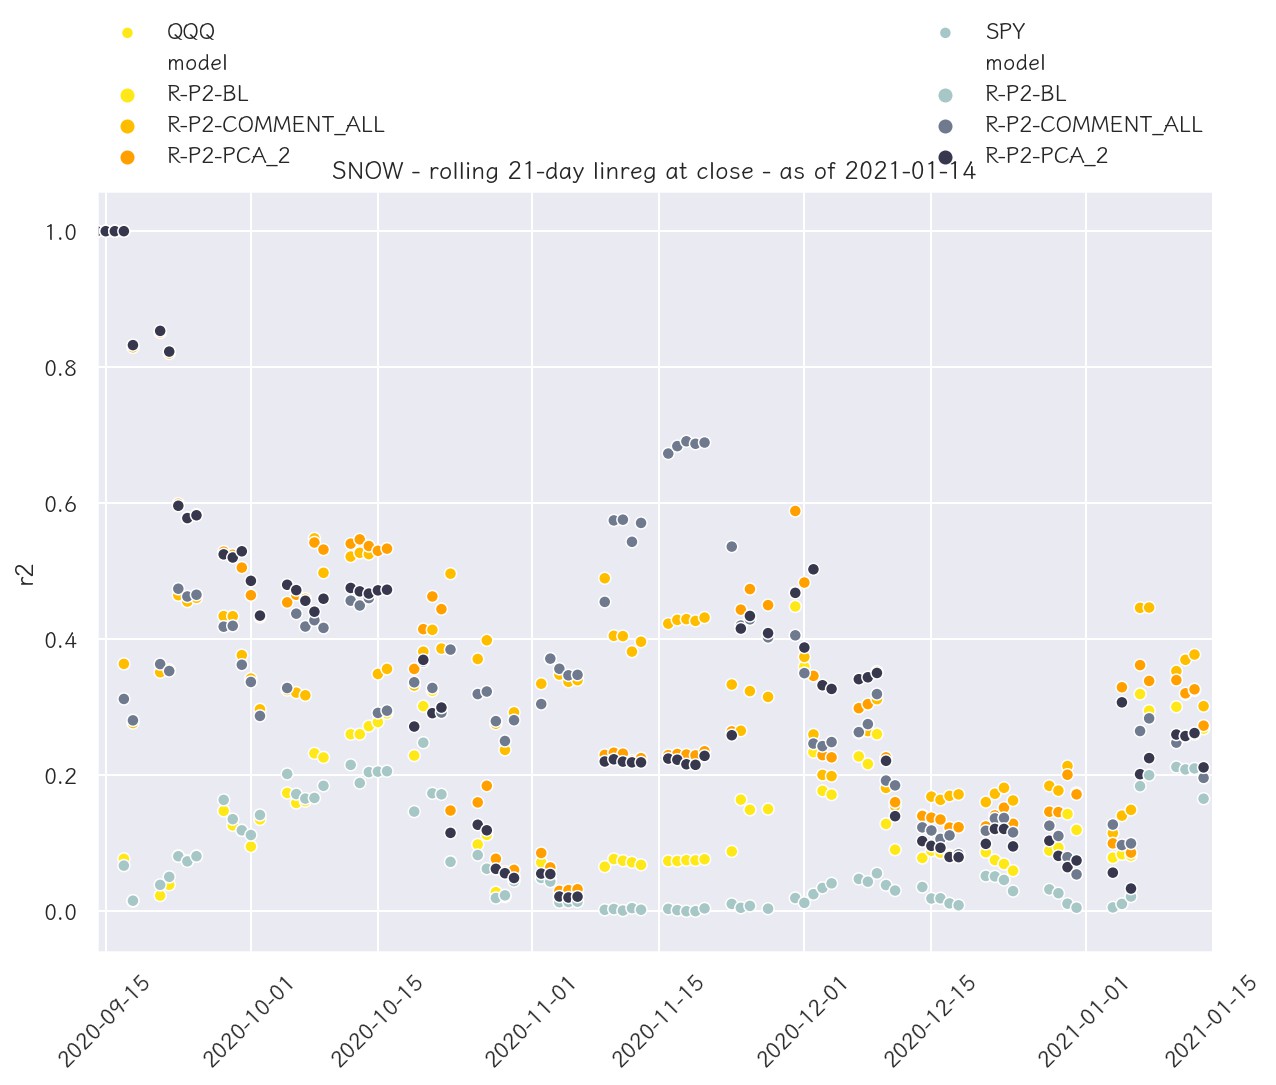 QQQ
model
R-P2-BL
R-P2-COMMENT_ALL
R-P2-PCA_2
SPY
model
R-P2-BL
R-P2-COMMENT_ALL
R-P2-PCA_2
SNOW - rolling 21-day linreg at close - as of 2021-01-14
r2
1.0
0.8
0.6
0.4
0.2
0.0
2020-09-15
2020-10-01
2020-10-15
2020-11-01
2020-11-15
2020-12-01
2020-12-15
2021-01-01
2021-01-15